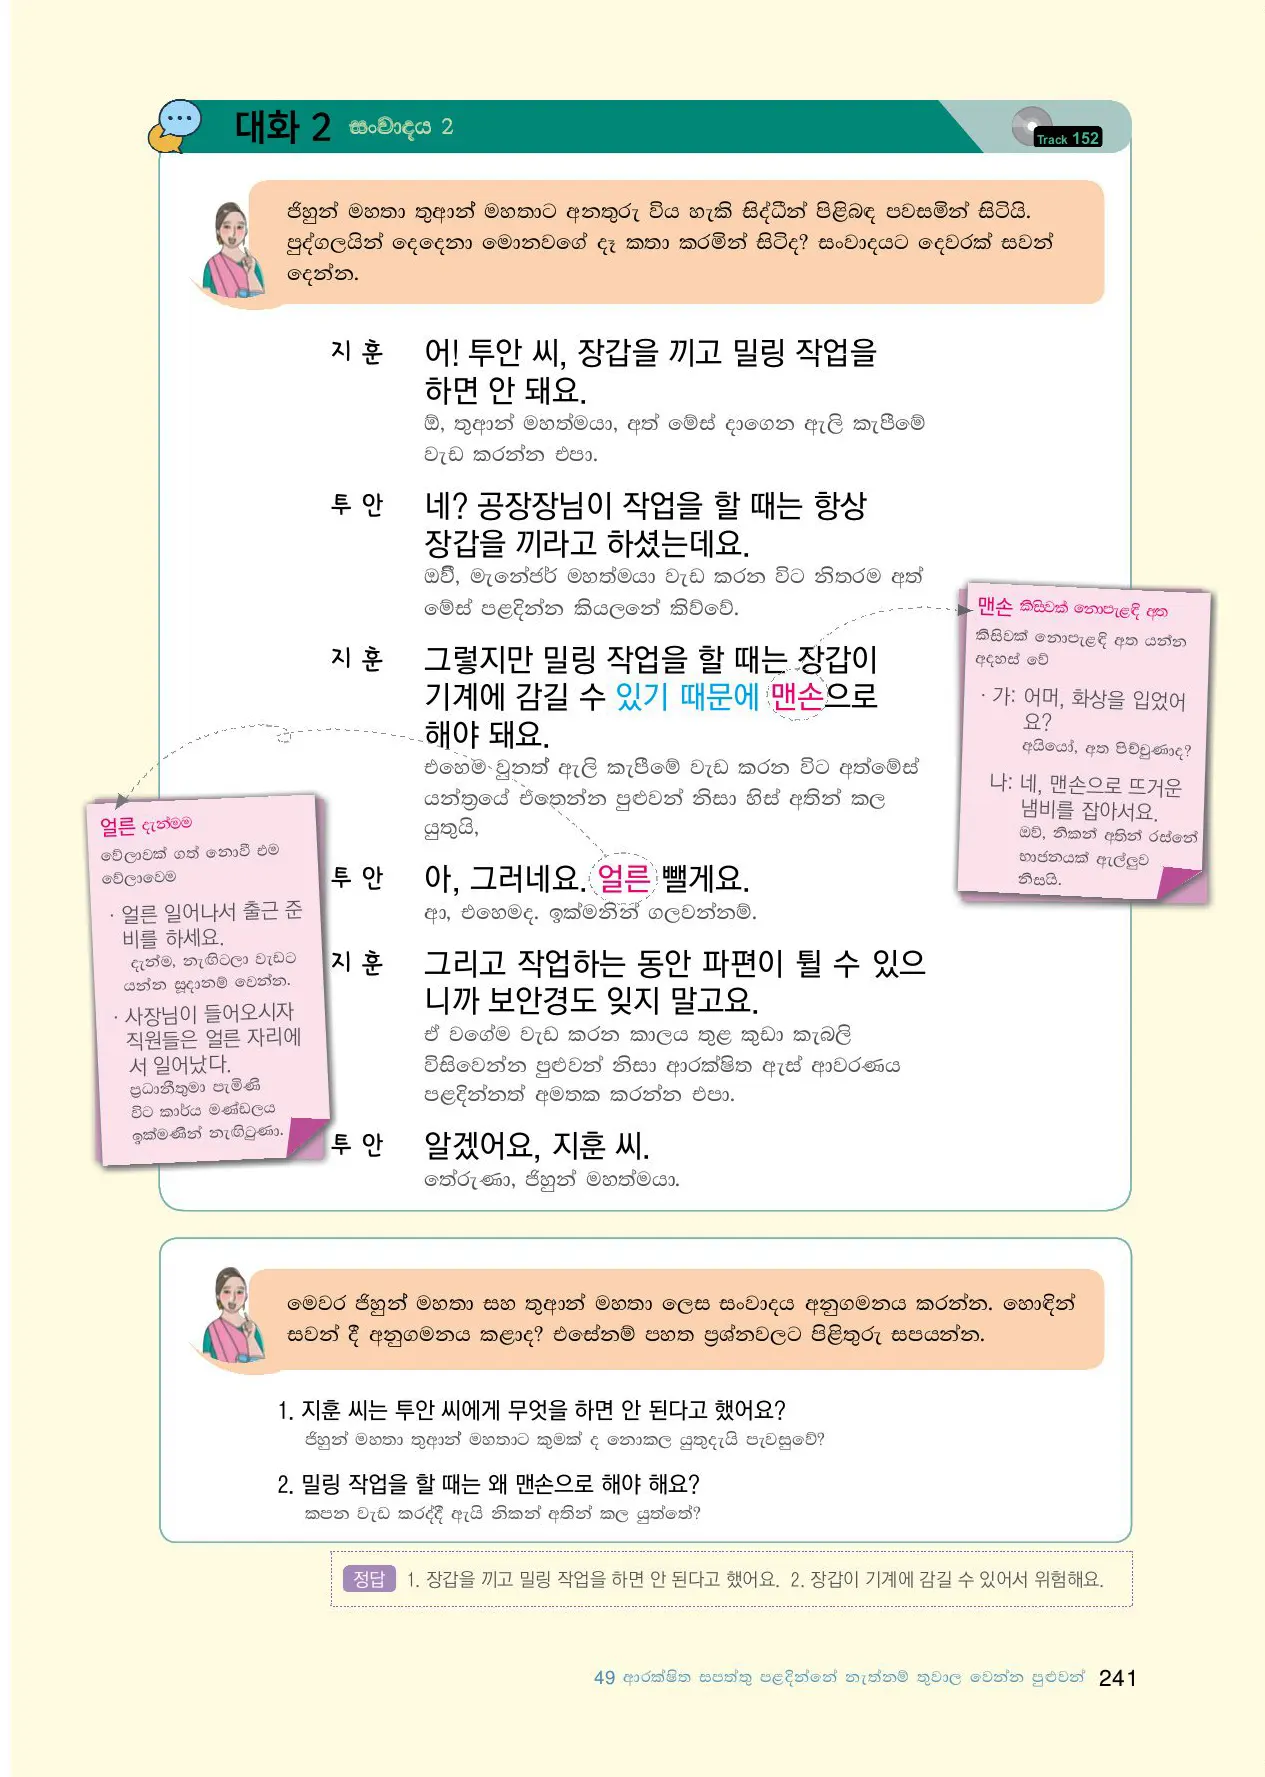 대화 2 සංවාදය 2
Track 152
ජිහුන් මහතා තුආන් මහතාට අනතුරු විය හැකි සිද්ධීන් පිළිබඳ පවසමින් සිටියි.
පුද්ගලයින් දෙදෙනා මොනවගේ දෑ කතා කරමින් සිටිද? සංවාදයට දෙවරක් සවන්
දෙන්න.
지 훈 어! 투안 씨, 장갑을 끼고 밀링 작업을
하면 안 돼요.
ඕ, තුආන් මහත්මයා, අත් මේස් දාගෙන ඇලි කැපීමේ
වැඩ කරන්න එපා.
투 안 네? 공장장님이 작업을 할 때는 항상
장갑을 끼라고 하셨는데요.
ඔව්, මැනේජර් මහත්මයා වැඩ කරන විට නිතරම අත්
මේස් පළදින්න කියලනේ කිව්වේ.
지 훈 그렇지만 밀링 작업을 할 때는 장갑이
기계에 감길 수 있기 때문에 맨손으로
해야 돼요.
එහෙම වුනත් ඇලි කැපීමේ වැඩ කරන විට අත්මේස්
යන්ත්‍රයේ එතෙන්න පුළුවන් නිසා හිස් අතින් කල
යුතුයි,
투 안 아, 그러네요. 얼른 뺄게요.
ආ, එහෙමද. ඉක්මනින් ගලවන්නම්.
지 훈 그리고 작업하는 동안 파편이 튈 수 있으
니까 보안경도 잊지 말고요.
ඒ වගේම වැඩ කරන කාලය තුළ කුඩා කැබලි
විසිවෙන්න පුළුවන් නිසා ආරක්ෂිත ඇස් ආවරණය
පළදින්නත් අමතක කරන්න එපා.
투 안 알겠어요, 지훈 씨.
තේරුණා, ජිහුන් මහත්මයා.
맨손 කිසිවක් නොපැළඳි අත
කිසිවක් නොපැළඳි අත යන්න
අදහස් වේ
· 가: 어머, 화상을 입었어
요?
අයියෝ, අත පිච්චුණාද?
나: 네, 맨손으로 뜨거운
냄비를 잡아서요.
ඔව්, නිකන් අතින් රස්නේ
භාජනයක් ඇල්ලුව
නිසයි.
얼른 දැන්මම
වේලාවක් ගත් නොවී එම
වේලාවෙම
· 얼른 일어나서 출근 준
비를 하세요.
දැන්ම, නැඟිටලා වැඩට
යන්න සූදානම් වෙන්න.
· 사장님이 들어오시자
직원들은 얼른 자리에
서 일어났다.
ප්‍රධානීතුමා පැමිණි
විට කාර්ය මණ්ඩලය
ඉක්මණින් නැඟිටුණා.
මෙවර ජිහුන් මහතා සහ තුආන් මහතා ලෙස සංවාදය අනුගමනය කරන්න. හොඳින්
සවන් දී අනුගමනය කළාද? එසේනම් පහත ප්‍රශ්නවලට පිළිතුරු සපයන්න.
1. 지훈 씨는 투안 씨에게 무엇을 하면 안 된다고 했어요?
ජිහුන් මහතා තුආන් මහතාට කුමක් ද නොකල යුතුදැයි පැවසුවේ?
2. 밀링 작업을 할 때는 왜 맨손으로 해야 해요?
කපන වැඩ කරද්දී ඇයි නිකන් අතින් කල යුත්තේ?
정답 1. 장갑을 끼고 밀링 작업을 하면 안 된다고 했어요. 2. 장갑이 기계에 감길 수 있어서 위험해요.
49 ආරක්ෂිත සපත්තු පළදින්නේ නැත්නම් තුවාල වෙන්න පුළුවන් 241